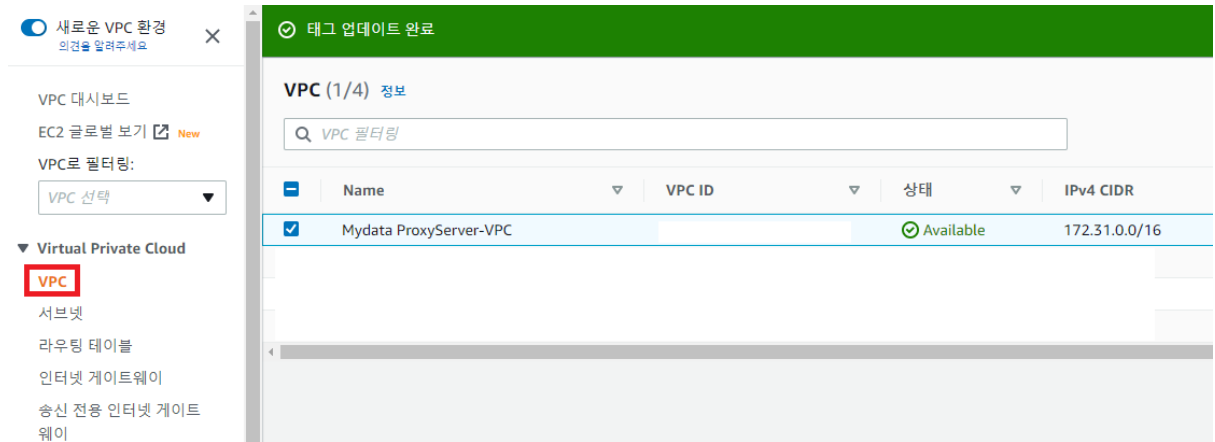 새로운 VPC 환경
의견을 알려주세요
VPC 대시보드
EC2 글로벌 보기 New
VPC로 필터링:
VPC 선택
Virtual Private Cloud
VPC
서브넷
라우팅 테이블
인터넷 게이트웨이
송신 전용 인터넷 게이트
웨이
태그 업데이트 완료
VPC (1/4) 정보
VPC 필터링
Name VPC ID 상태 IPv4 CIDR
Mydata ProxyServer-VPC Available 172.31.0.0/16